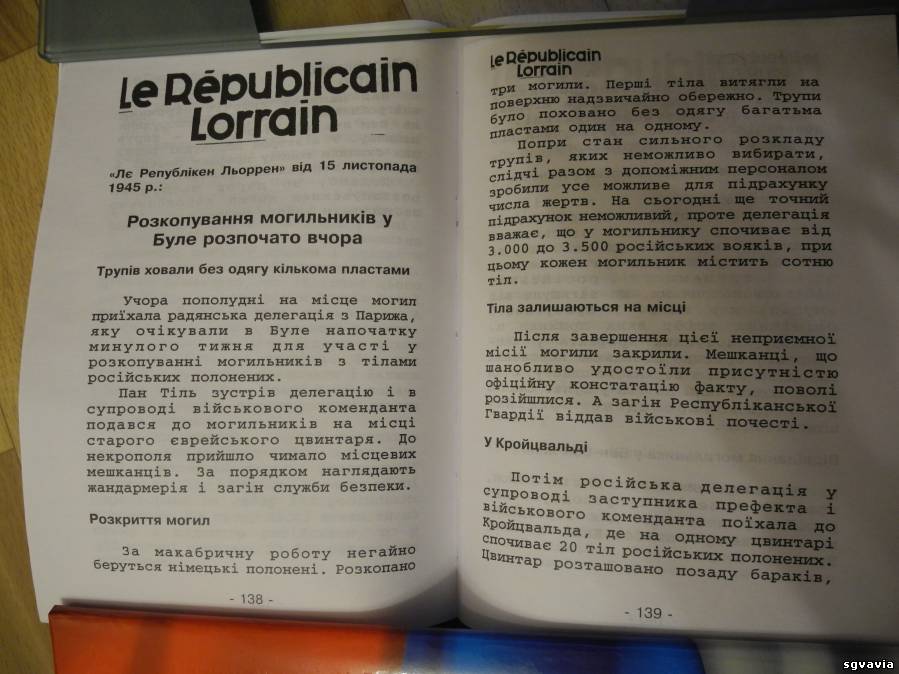 Le Républicain
Lorrain
«Лє Републікен Льоррен» від 15 листопада
1945 р.:
Розкопування могильників у
Буле розпочато вчора
Трупів ховали без одягу кількома пластами
Учора пополудні на місце могил
приїхала радянська делегація з Парижа,
яку очікували в Буле напочатку
минулого тижня для участі у
розкопуванні могильників з тілами
російських полонених.
Пан Тіль зустрів делегацію і в
супроводі військового коменданта
подався до могильників на місці
старого єврейського цвинтаря. До
некрополя прийшло чимало місцевих
мешканців. За порядком наглядають
жандармерія і загін служби безпеки.
Розкриття могил
За макабричну роботу негайно
беруться німецькі полонені. Розкопано
- 138 -
Le Républicain
Lorrain
три могили. Перші тіла витягли на
поверхню надзвичайно обережно. Трупи
було поховано без одягу багатьма
пластами один на одному.
Попри стан сильного розкладу
трупів, яких неможливо вибирати,
слідчі разом з допоміжним персоналом
зробили усе можливе для підрахунку
числа жертв. На сьогодні ще точний
підрахунок неможливий, проте делегація
вважає, що у могильнику спочиває від
3.000 до 3.500 російських вояків, при
цьому кожен могильник містить сотню
тіл.
Тіла залишаються на місці
Після завершення цієї неприємної
місії могили закрили. Мешканці, що
шанобливо удостоїли присутністю
офіційну констатацію факту, поволі
розійшлися. А загін Республіканської
Гвардії віддав військові почесті.
У Кройцвальді
Потім російська делегація у
супроводі заступника префекта і
військового коменданта поїхала до
Кройцвальда, де на одному цвинтарі
спочиває 20 тіл російських полонених.
Цвинтар розташовано позаду бараків,
- 139 -
sgvavia